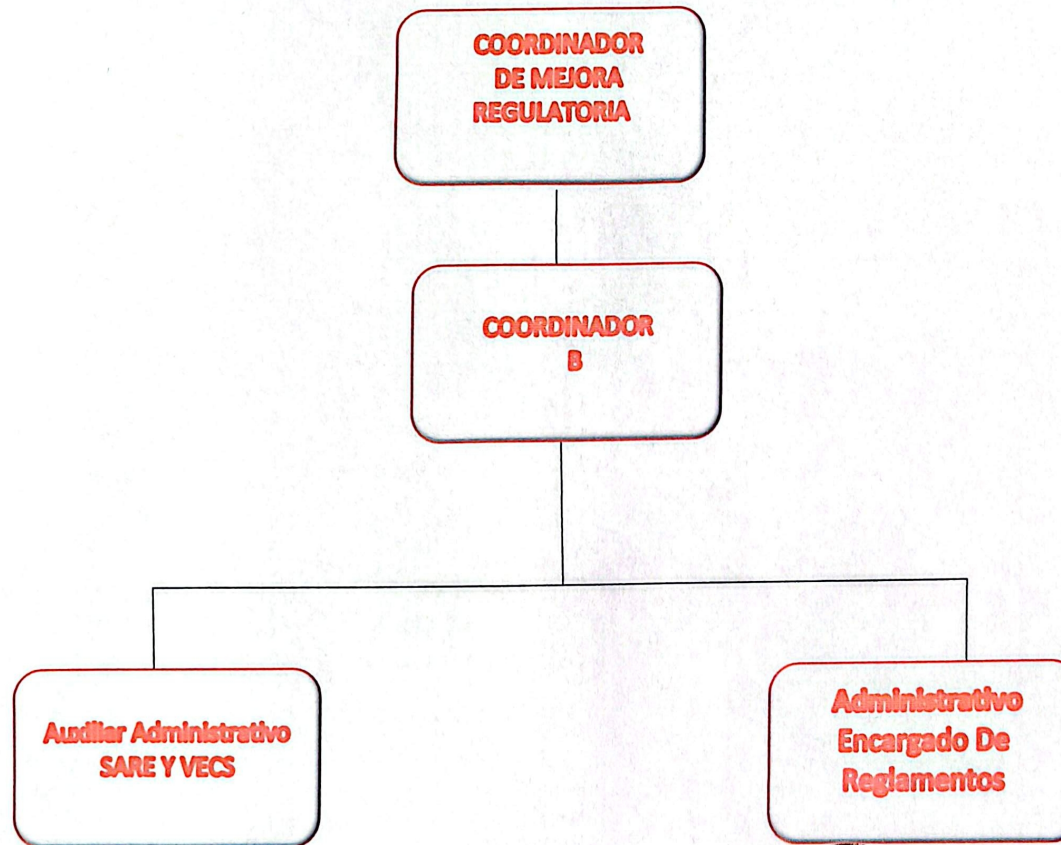 COORDINADOR
DE MEJORA
REGULATORIA
COORDINADOR
B
Auxiliar Administrativo
SARE Y VECS
Administrativo
Encargado De
Reglamentos